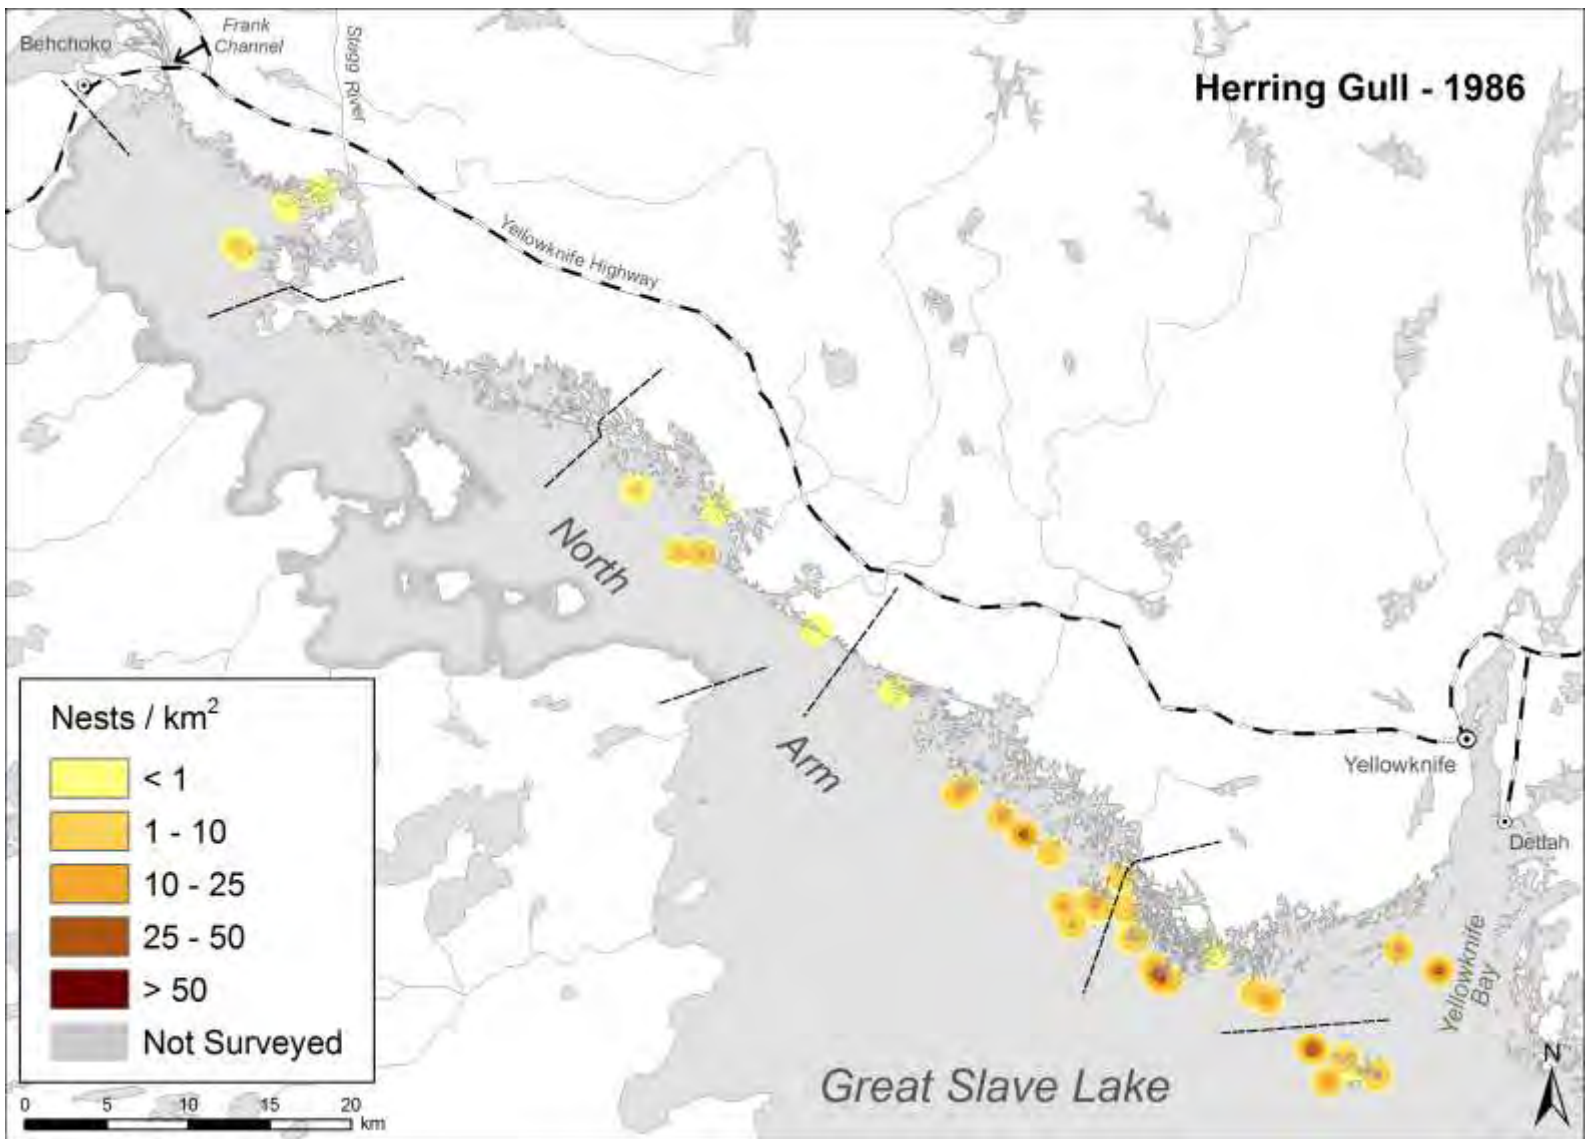 Behchoko
Frank
Channel
Stagg River
Herring Gull - 1986
Yellowknife Highway
North
Arm
Yellowknife
Dettah
Yellowknife
Bay
Great Slave Lake
Nests / km²
< 1
1 - 10
10 - 25
25 - 50
> 50
Not Surveyed
0 5 10 15 20
km
N